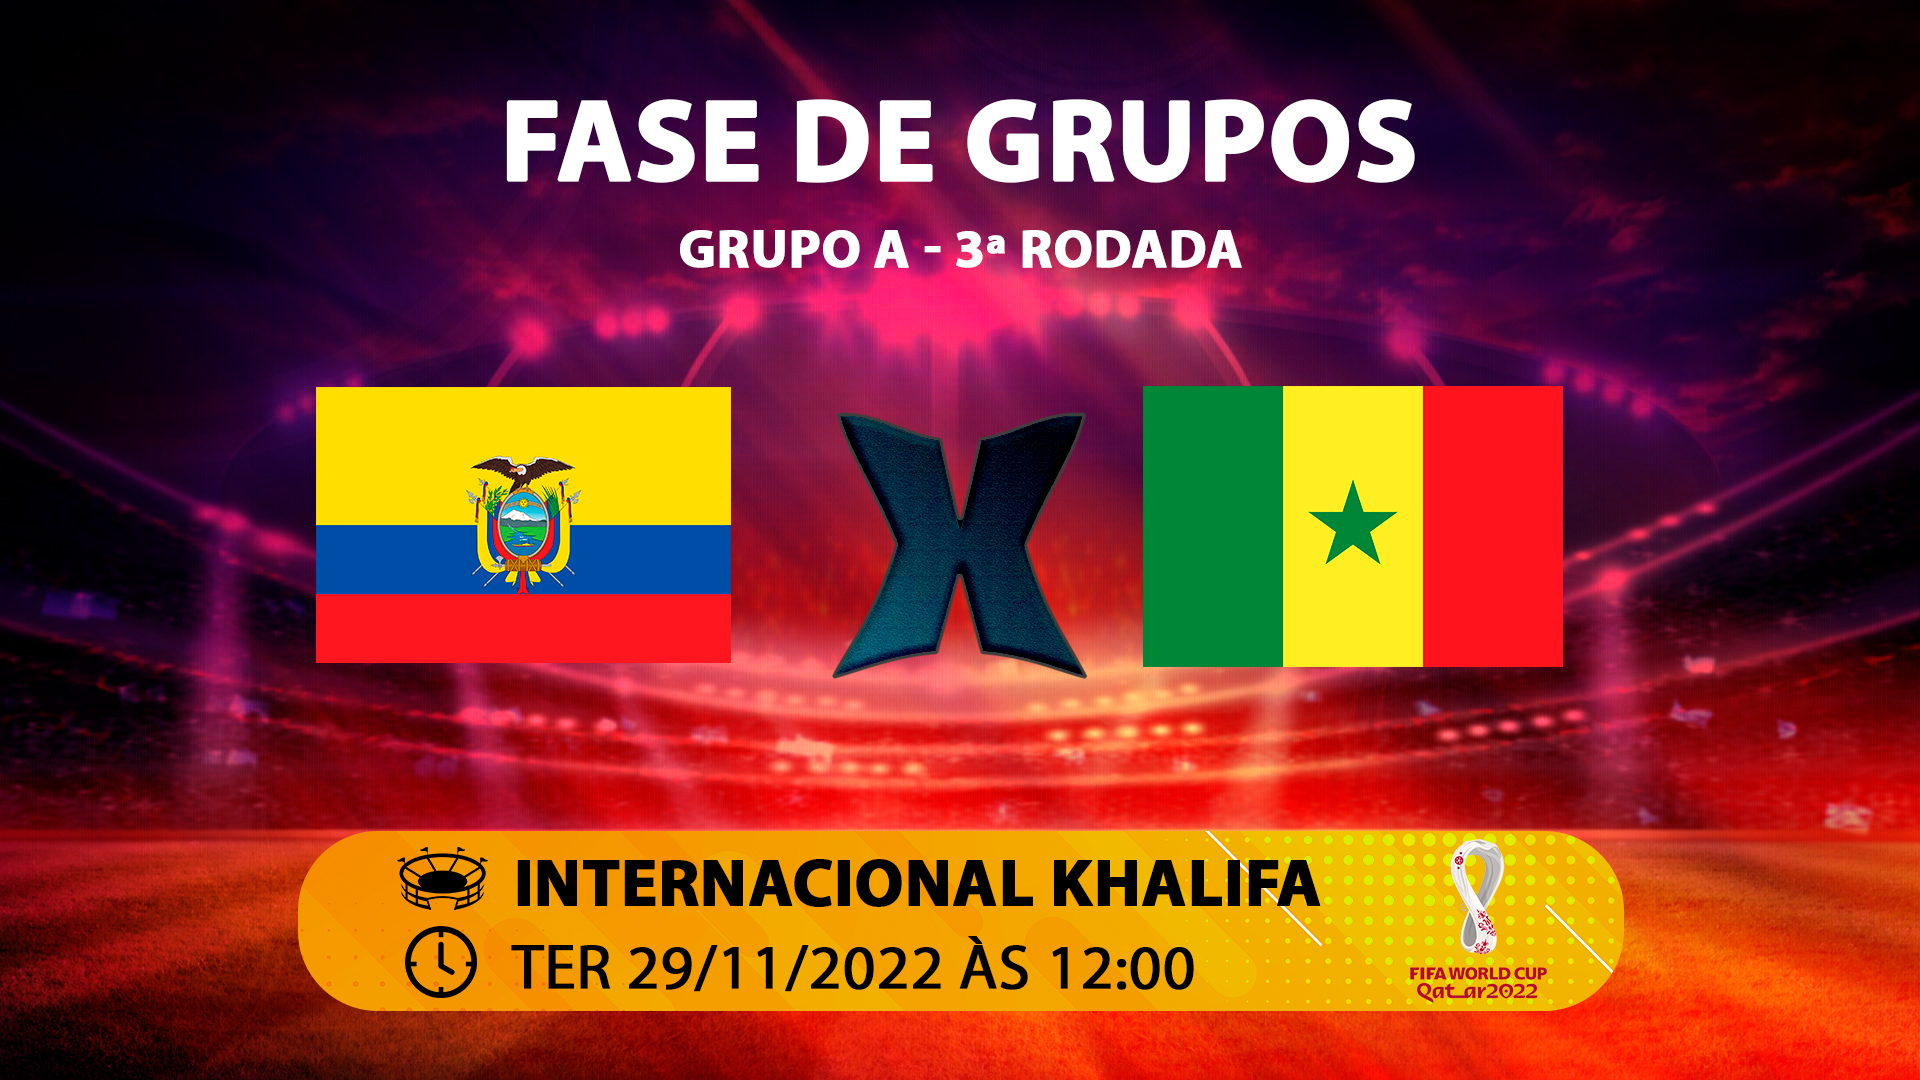 FASE DE GRUPOS
GRUPO A - 3ª RODADA
X
INTERNACIONAL KHALIFA
TER 29/11/2022 ÀS 12:00
FIFA WORLD CUP
Qatar2022